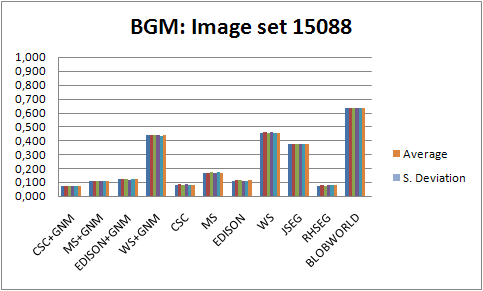 BGM: Image set 15088
1,000
0,900
0,800
0,700
0,600
0,500
0,400
0,300
0,200
0,100
0,000
CSC+GNM
MS+GNM
EDISON+GNM
WS+GNM
CSC
MS
EDISON
WS
JSEG
RHSEG
BLOBWORLD
Average
S. Deviation